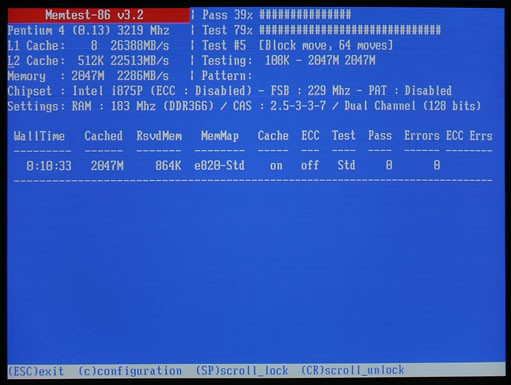 Memtest-86 v3.2 | Pass 39% ###############
Pentium 4 (0.13) 3219 Mhz | Test 79% ##############################
L1 Cache: 8 26388MB/s | Test #5 [Block move, 64 moves]
L2 Cache: 512K 22513MB/s | Testing: 108K - 2047M 2047M
Memory : 2047M 2286MB/s | Pattern:
Chipset : Intel i875P (ECC : Disabled) - FSB : 229 Mhz - PAT : Disabled
Settings: RAM : 183 Mhz (DDR366) / CAS : 2.5-3-3-7 / Dual Channel (128 bits)
WallTime Cached RsvdMem MemMap Cache ECC Test Pass Errors ECC Errs
0:10:33 2047M 864K e820-Std on off Std 0 0
(ESC)exit (c)configuration (SP)scroll_lock (CR)scroll_unlock